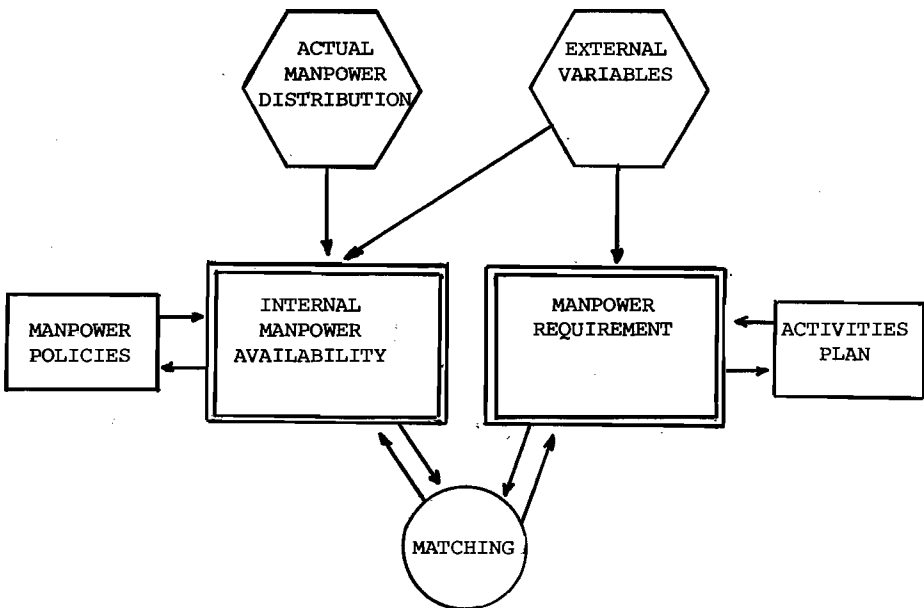 ACTUAL
MANPOWER
DISTRIBUTION
EXTERNAL
VARIABLES
MANPOWER
POLICIES
INTERNAL
MANPOWER
AVAILABILITY
MANPOWER
REQUIREMENT
ACTIVITIES
PLAN
MATCHING